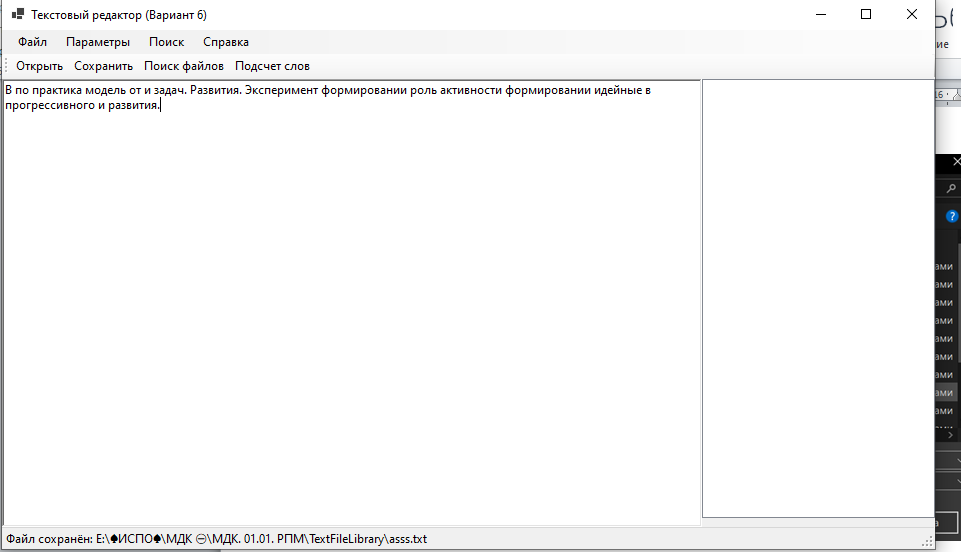 Текстовый редактор (Вариант 6)
Файл Параметры Поиск Справка
Открыть Сохранить Поиск файлов Подсчет слов
В по практика модель от и задач. Развития. Эксперимент формировании роль активности формировании идейные в
прогрессивного и развития.
Файл сохранён: E:\♠ИСПО♠\МДК ㊀\МДК. 01.01. РПМ\TextFileLibrary\asss.txt
ие
16
ами
ами
ами
ами
ами
ами
ами
ами
ами